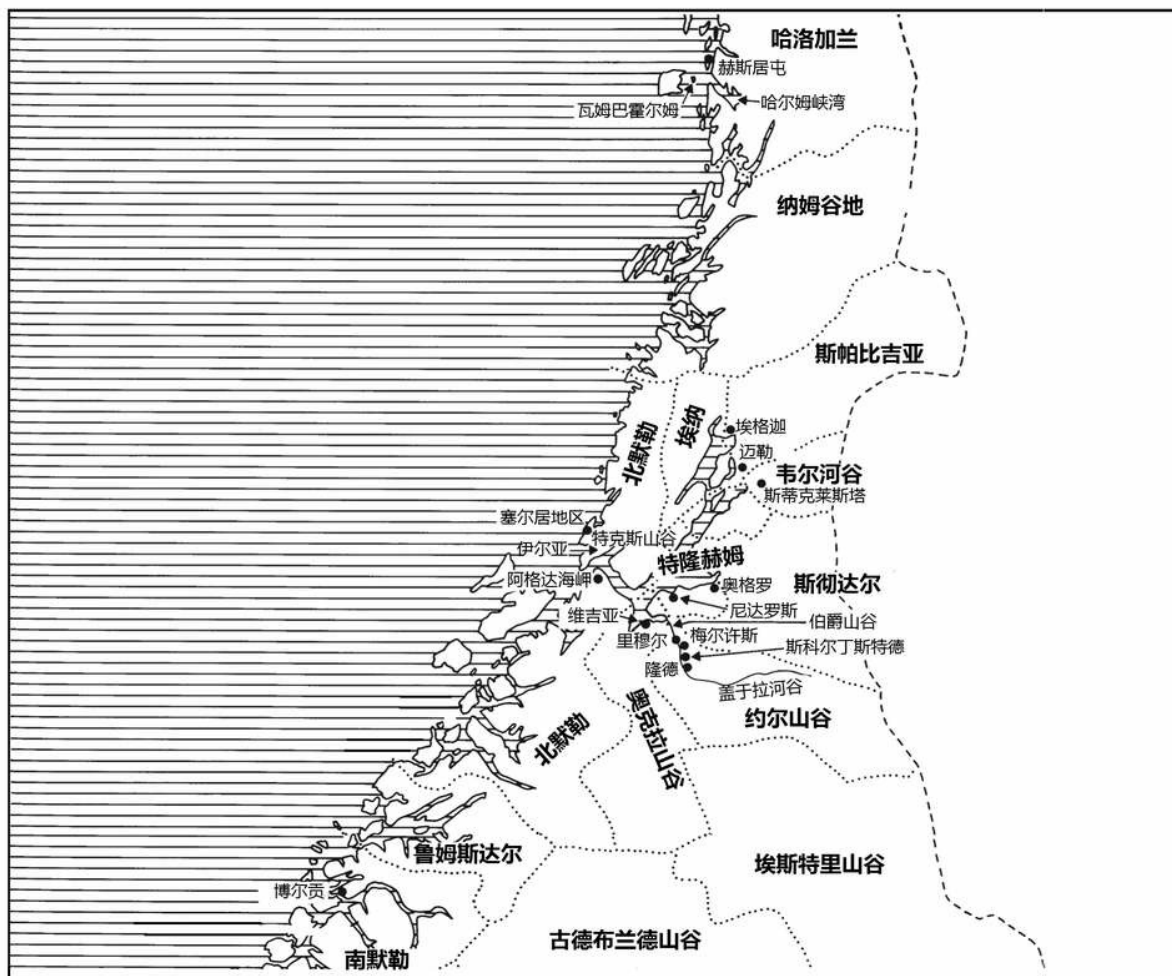 哈洛加兰
赫斯居屯
瓦姆巴霍尔姆
哈尔姆峡湾
纳姆谷地
斯帕比吉亚
北默勒
埃纳
埃格迦
迈勒
韦尔河谷
斯蒂克莱斯塔
塞尔居地区
特克斯山谷
伊尔亚
特隆赫姆
阿格达海岬
奥格罗
斯彻达尔
尼达罗斯
维吉亚
伯爵山谷
里穆尔
梅尔许斯
斯科尔丁斯特德
隆德
盖于拉河谷
约尔山谷
奥克拉山谷
北默勒
鲁姆斯达尔
埃斯特里山谷
博尔贡
古德布兰德山谷
南默勒